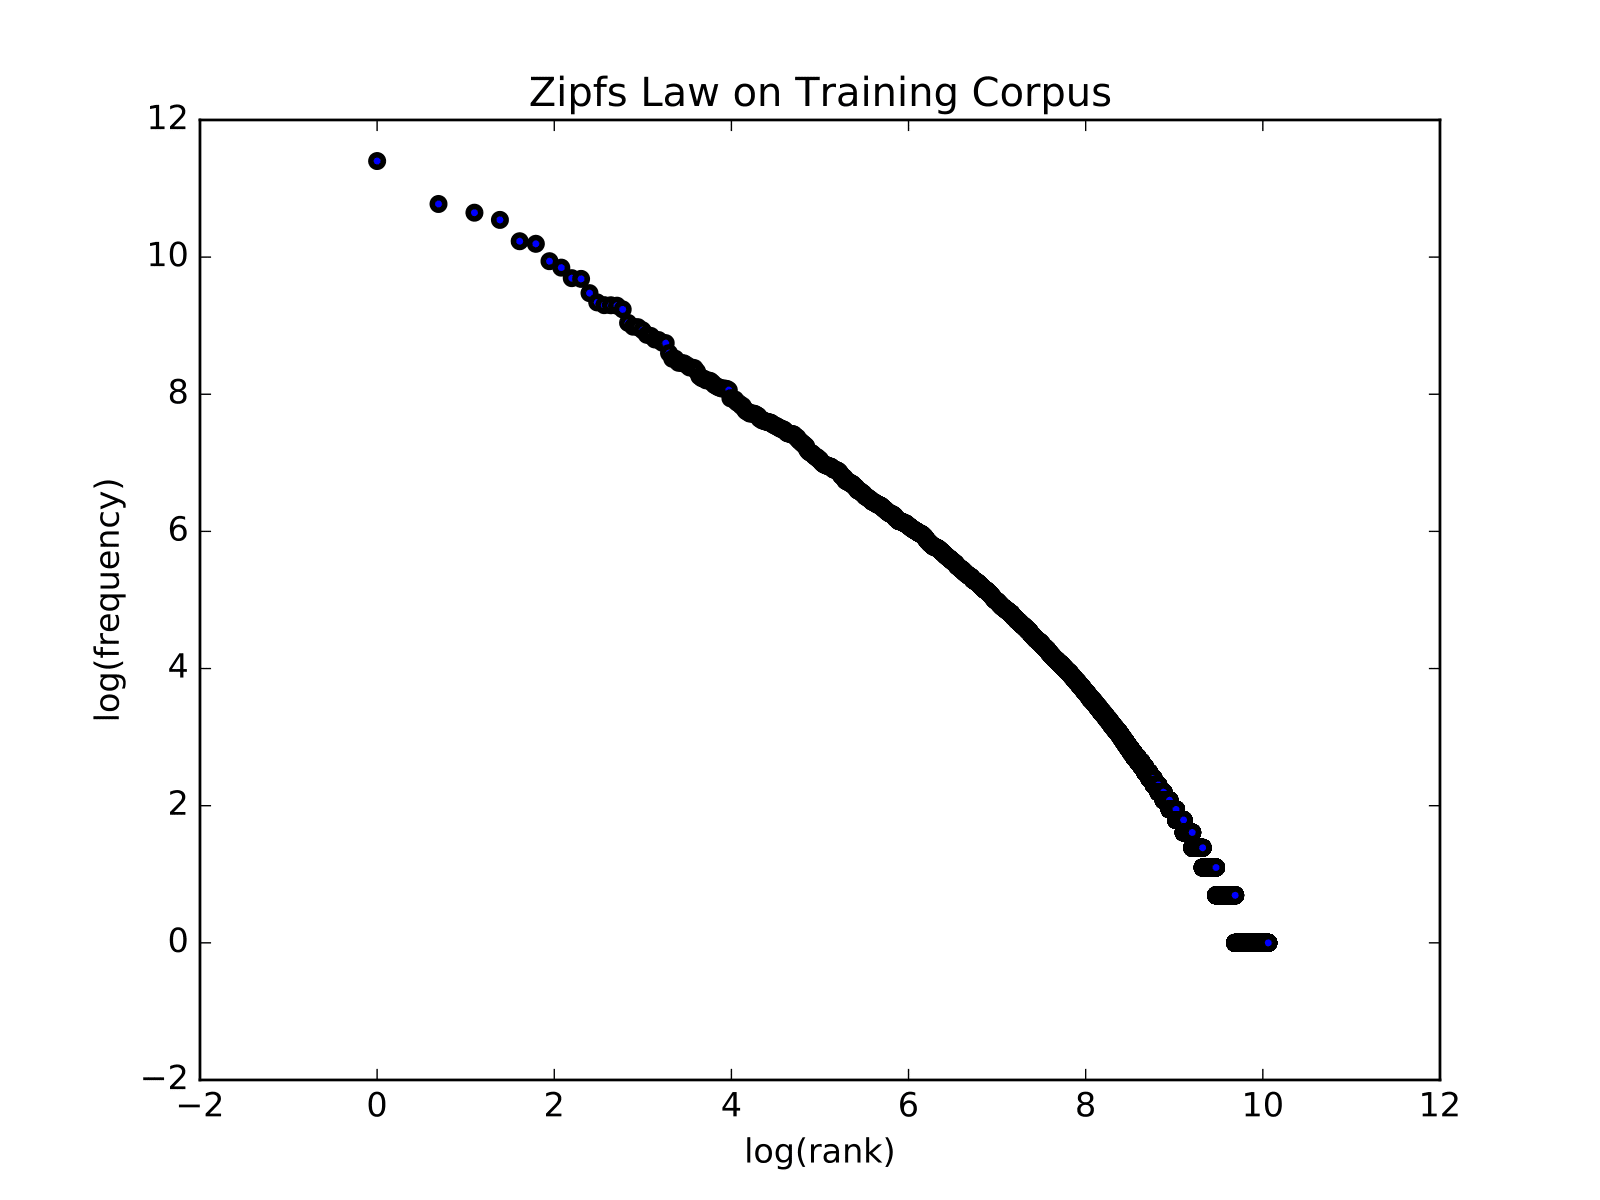 Zipfs Law on Training Corpus
12
10
8
6
4
2
0
−2
log(frequency)
−2 0 2 4 6 8 10 12
log(rank)